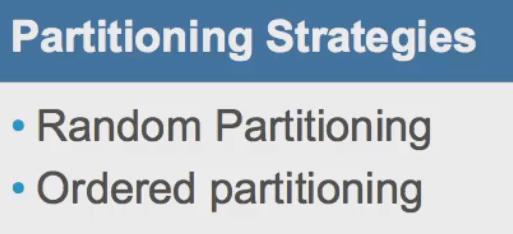 Partitioning Strategies
• Random Partitioning
• Ordered partitioning